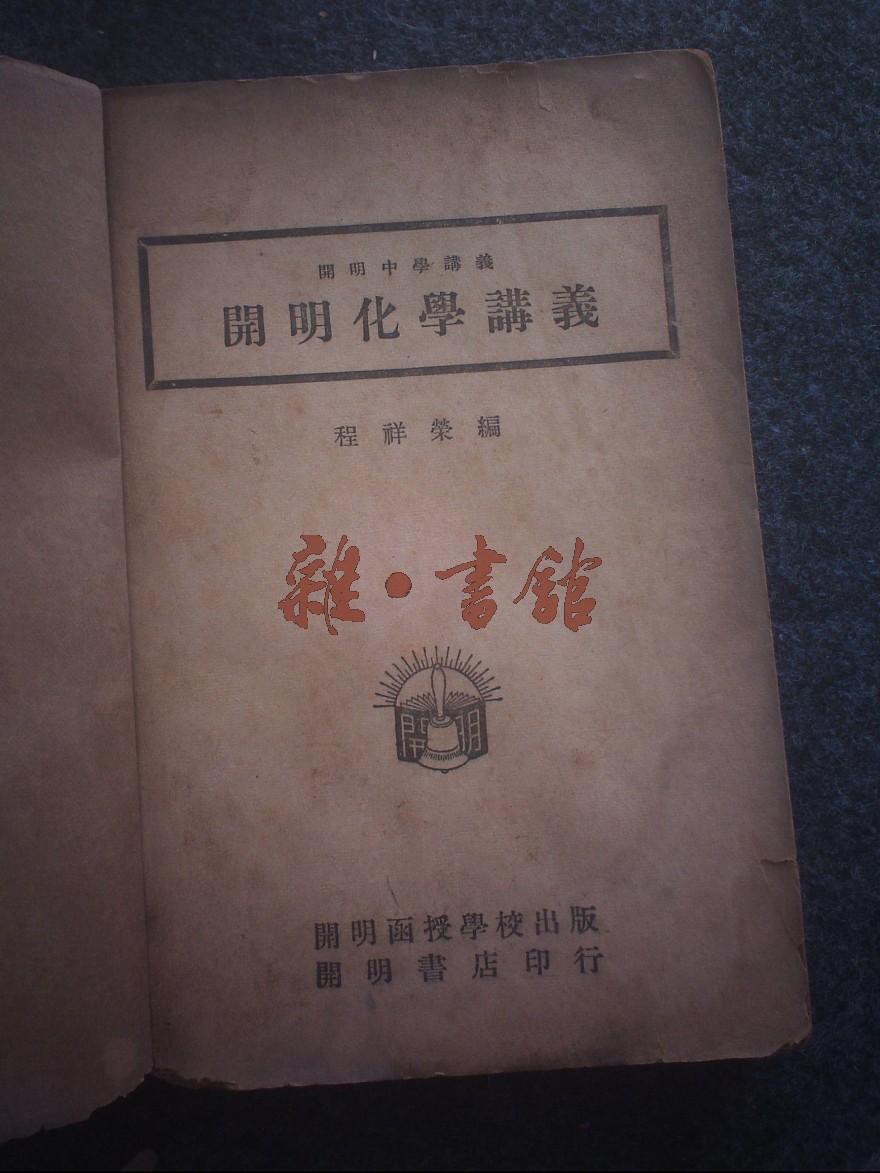 開明中學講義
開明化學講義
程祥榮編
雜·書館
開明
開明函授學校出版
開明書店印行